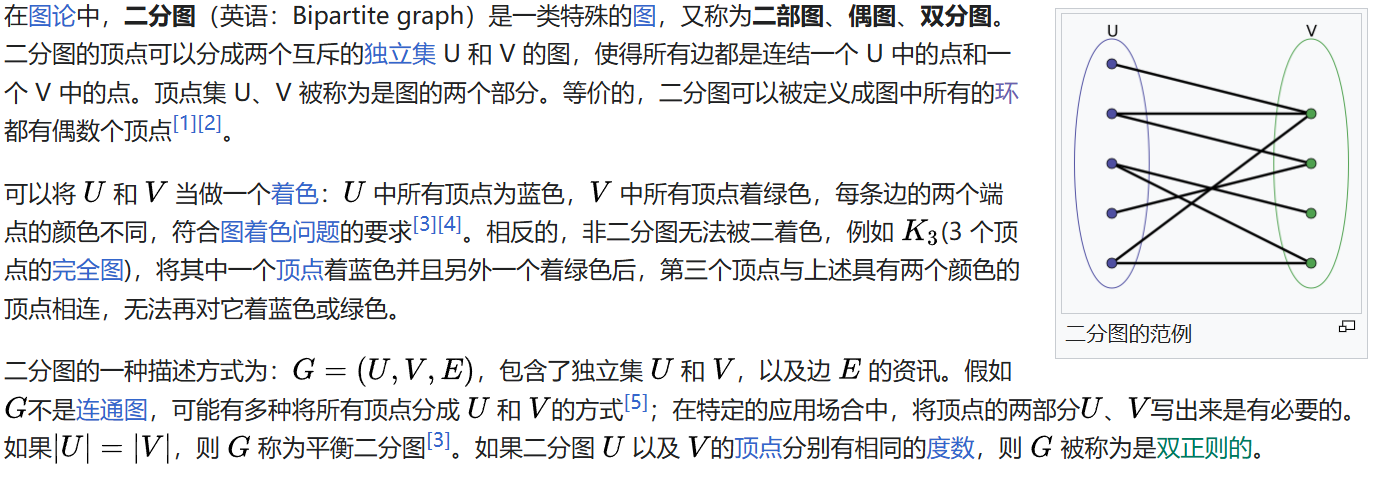 在图论中，二分图（英语：Bipartite graph）是一类特殊的图，又称为二部图、偶图、双分图。
二分图的顶点可以分成两个互斥的独立集 U 和 V 的图，使得所有边都是连结一个 U 中的点和一
个 V 中的点。顶点集 U、V 被称为是图的两个部分。等价的，二分图可以被定义成图中所有的环
都有偶数个顶点[1][2]。
可以将 U 和 V 当做一个着色：U 中所有顶点为蓝色，V 中所有顶点着绿色，每条边的两个端
点的颜色不同，符合图着色问题的要求[3][4]。相反的，非二分图无法被二着色，例如 K₃(3 个顶
点的完全图)，将其中一个顶点着蓝色并且另外一个着绿色后，第三个顶点与上述具有两个颜色的
顶点相连，无法再对它着蓝色或绿色。
二分图的一种描述方式为：G = (U, V, E)，包含了独立集 U 和 V，以及边 E 的资讯。假如
G不是连通图，可能有多种将所有顶点分成 U 和 V的方式[5]；在特定的应用场合中，将顶点的两部分U、V写出来是有必要的。
如果|U| = |V|，则 G 称为平衡二分图[3]。如果二分图 U 以及 V的顶点分别有相同的度数，则 G 被称为是双正则的。
U V
二分图的范例